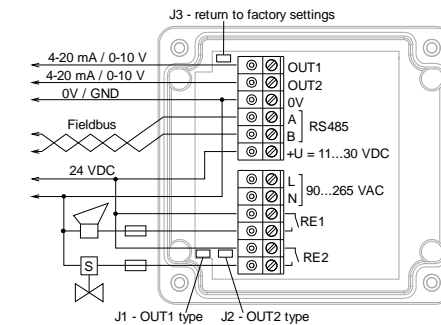 J3 - return to factory settings
4-20 mA / 0-10 V
OUT1
4-20 mA / 0-10 V
OUT2
0V / GND
0V
Fieldbus
A
B
RS485
+U = 11...30 VDC
24 VDC
L
N
90...265 VAC
RE1
RE2
S
J1 - OUT1 type
J2 - OUT2 type